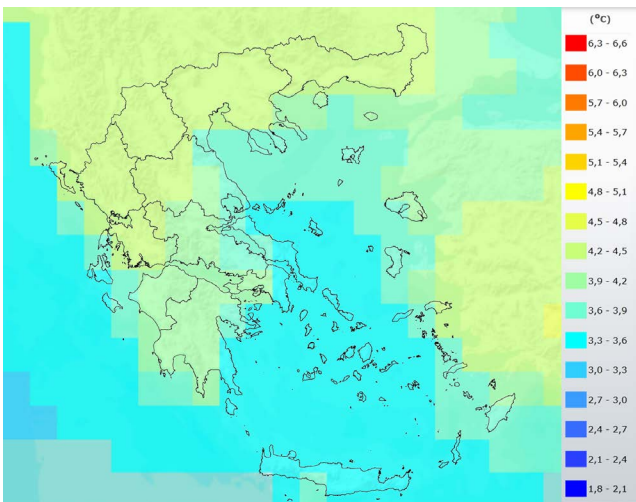 (°C)
6,3 - 6,6
6,0 - 6,3
5,7 - 6,0
5,4 - 5,7
5,1 - 5,4
4,8 - 5,1
4,5 - 4,8
4,2 - 4,5
3,9 - 4,2
3,6 - 3,9
3,3 - 3,6
3,0 - 3,3
2,7 - 3,0
2,4 - 2,7
2,1 - 2,4
1,8 - 2,1